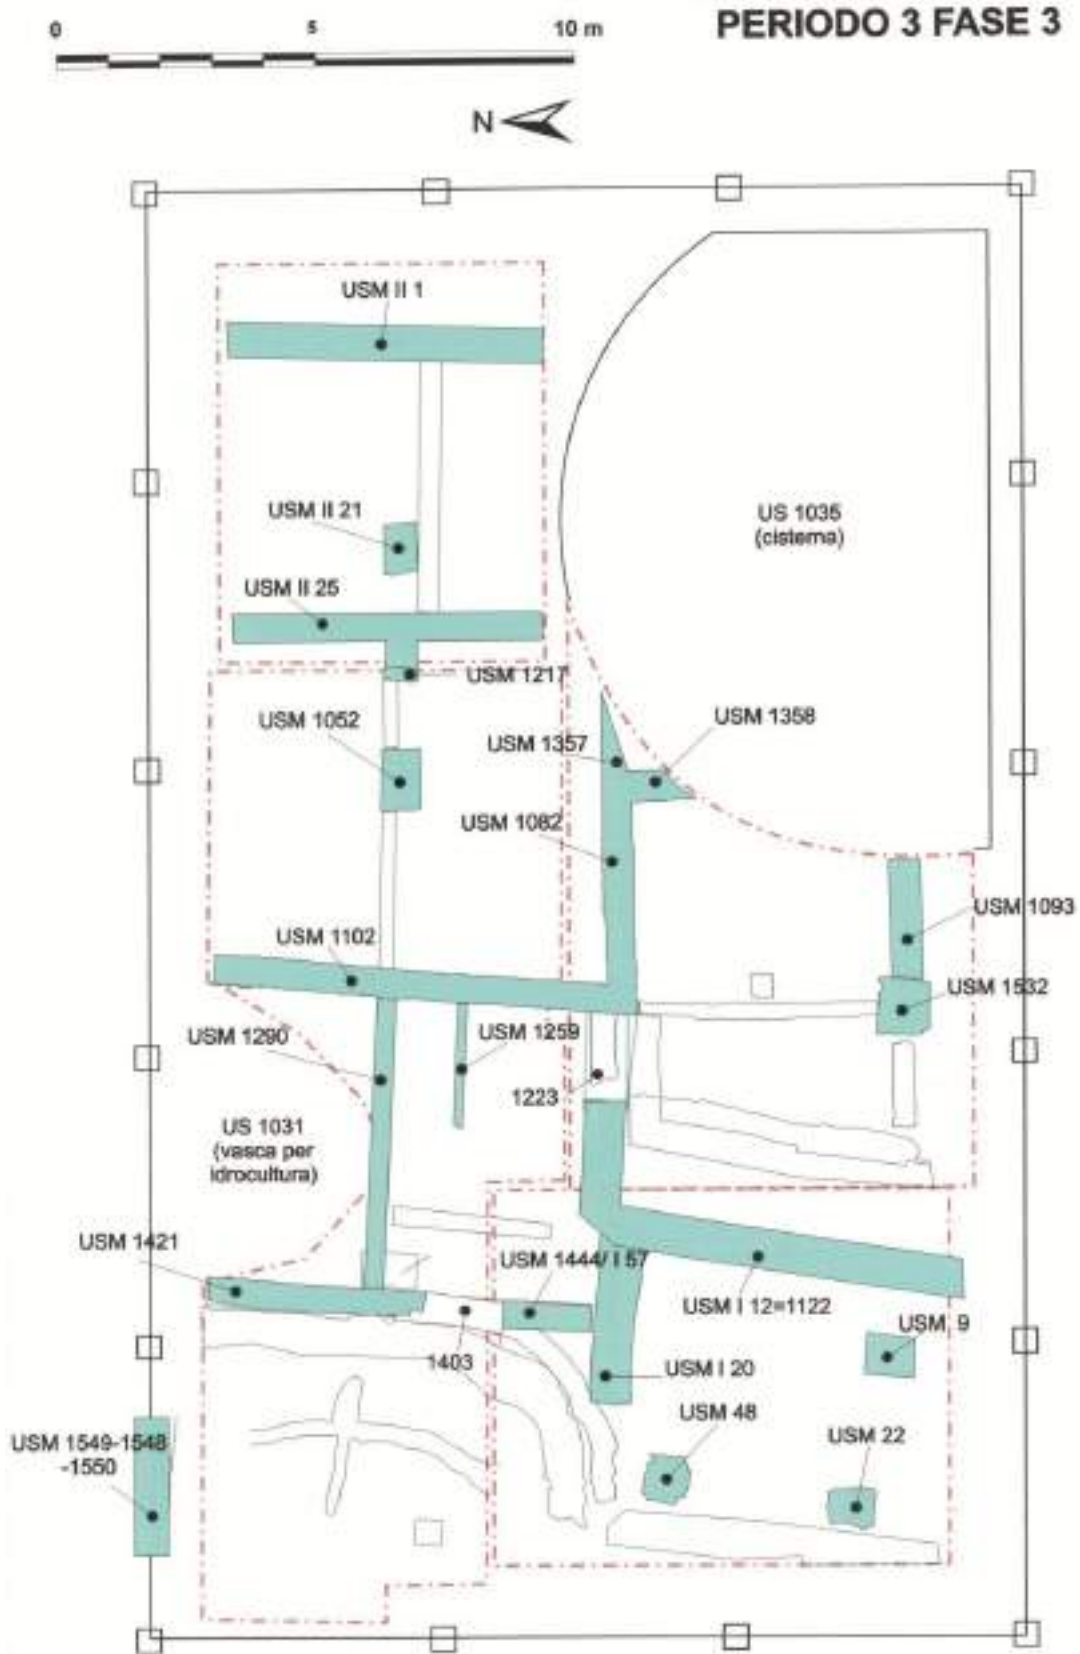 PERIODO 3 FASE 3
0 5 10 m
N
USM II 1
USM II 21
US 1035
(cisterna)
USM II 25
USM 1217
USM 1052
USM 1358
USM 1357
USM 1082
USM 1093
USM 1102
USM 1532
USM 1290
USM 1259
1223
US 1031
(vasca per
idrocultura)
USM 1421
USM 1444/ I 57
USM I 12=1122
USM 9
1403
USM I 20
USM 48
USM 22
USM 1549-1548
-1550